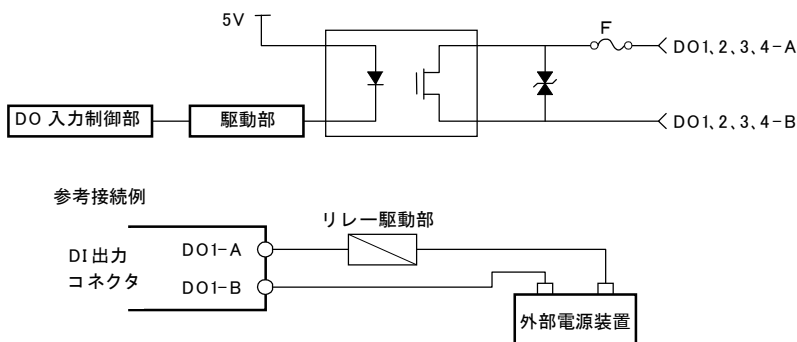 5V
F
DO1、2、3、4-A
DO 入力制御部
駆動部
DO1、2、3、4-B
参考接続例
リレー駆動部
DI出力
コネクタ
DO1-A
DO1-B
外部電源装置